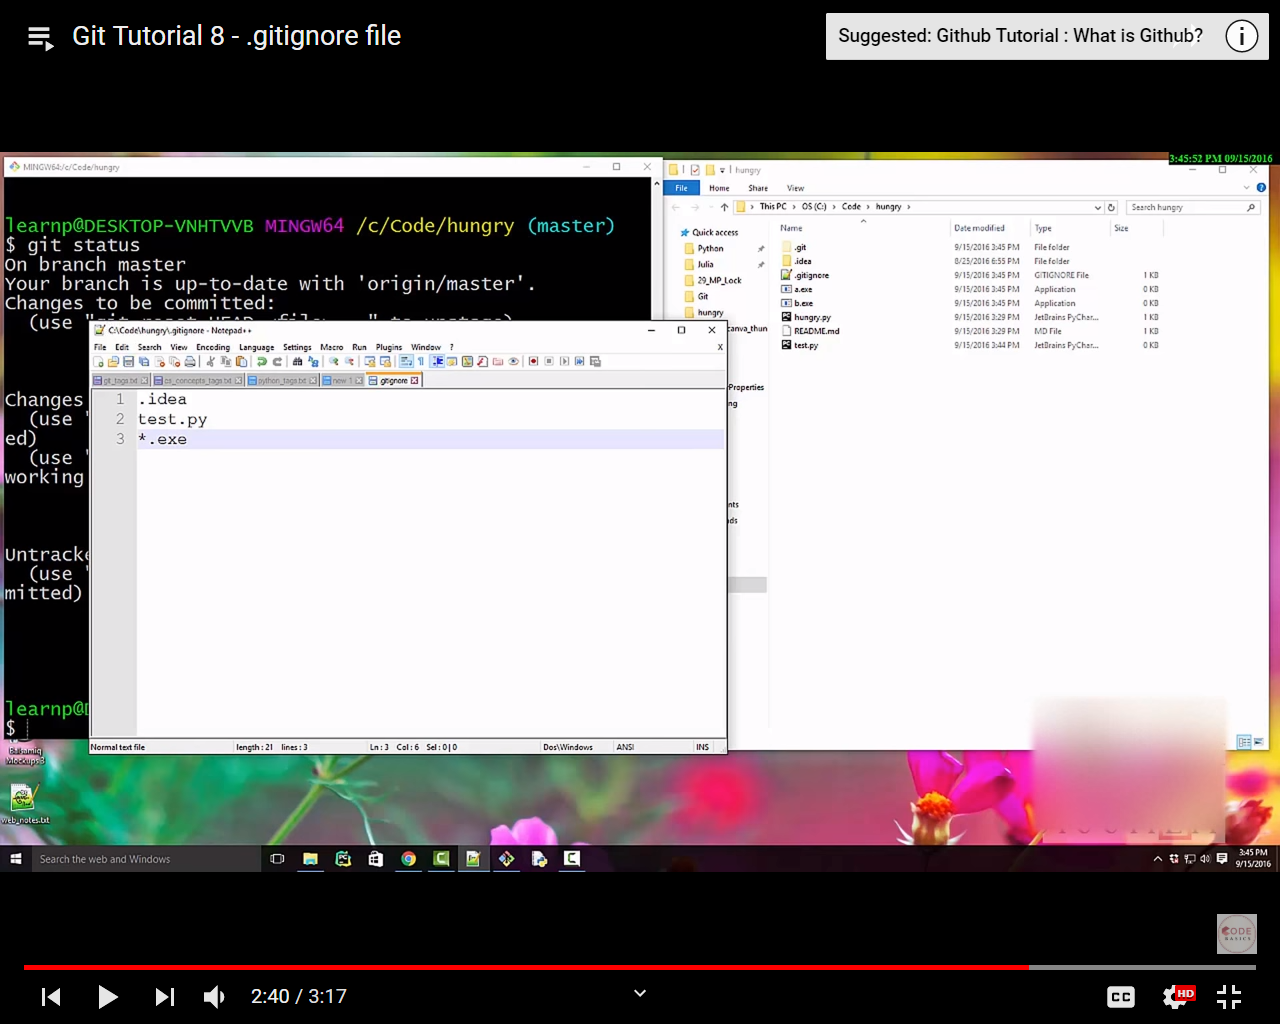 Git Tutorial 8 - .gitignore file
Suggested: Github Tutorial : What is Github?
3:45:52 PM 09/15/2016
MINGW64:/c/Code/hungry
learnp@DESKTOP-VNHTVVB MINGW64 /c/Code/hungry (master)
$ git status
On branch master
Your branch is up-to-date with 'origin/master'.
Changes to be committed:
(use "git reset HEAD <file>..." to unstage)
Changes
(use "
ed)
(use "
working
Untracke
(use "
mitted)
learnp@D
$
C:\Code\hungry\.gitignore - Notepad++
File Edit Search View Encoding Language Settings Macro Run Plugins Window ? X
git_tags.txt cs_concepts_tags.txt python_tags.txt new 1 .gitignore
1 .idea
2 test.py
3 *.exe
Normal text file length : 21 lines : 3 Ln : 3 Col : 6 Sel : 0 | 0 Dos\Windows ANSI INS
hungry
File Home Share View
This PC > OS (C:) > Code > hungry >
Search hungry
Quick access
Python
Julia
29_MP_Lock
Git
hungry
canva_thun
Properties
ng
nts
ds
Name Date modified Type Size
.git 9/15/2016 3:45 PM File folder
.idea 8/25/2016 6:55 PM File folder
.gitignore 9/15/2016 3:45 PM GITIGNORE File 1 KB
a.exe 9/15/2016 3:45 PM Application 0 KB
b.exe 9/15/2016 3:45 PM Application 0 KB
hungry.py 9/15/2016 3:29 PM JetBrains PyChar... 1 KB
README.md 9/15/2016 3:29 PM MD File 1 KB
test.py 9/15/2016 3:44 PM JetBrains PyChar... 0 KB
Balsamiq
Mockups 3
web_notes.txt
Search the web and Windows
3:45 PM
9/15/2016
CODE
BASICS
2:40 / 3:17
CC
HD